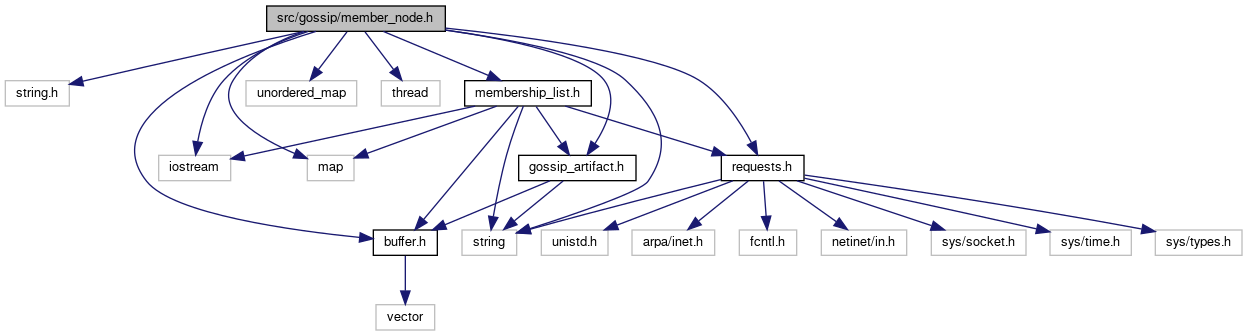 src/gossip/member_node.h
string.h
unordered_map
thread
membership_list.h
iostream
map
gossip_artifact.h
requests.h
buffer.h
string
unistd.h
arpa/inet.h
fcntl.h
netinet/in.h
sys/socket.h
sys/time.h
sys/types.h
vector